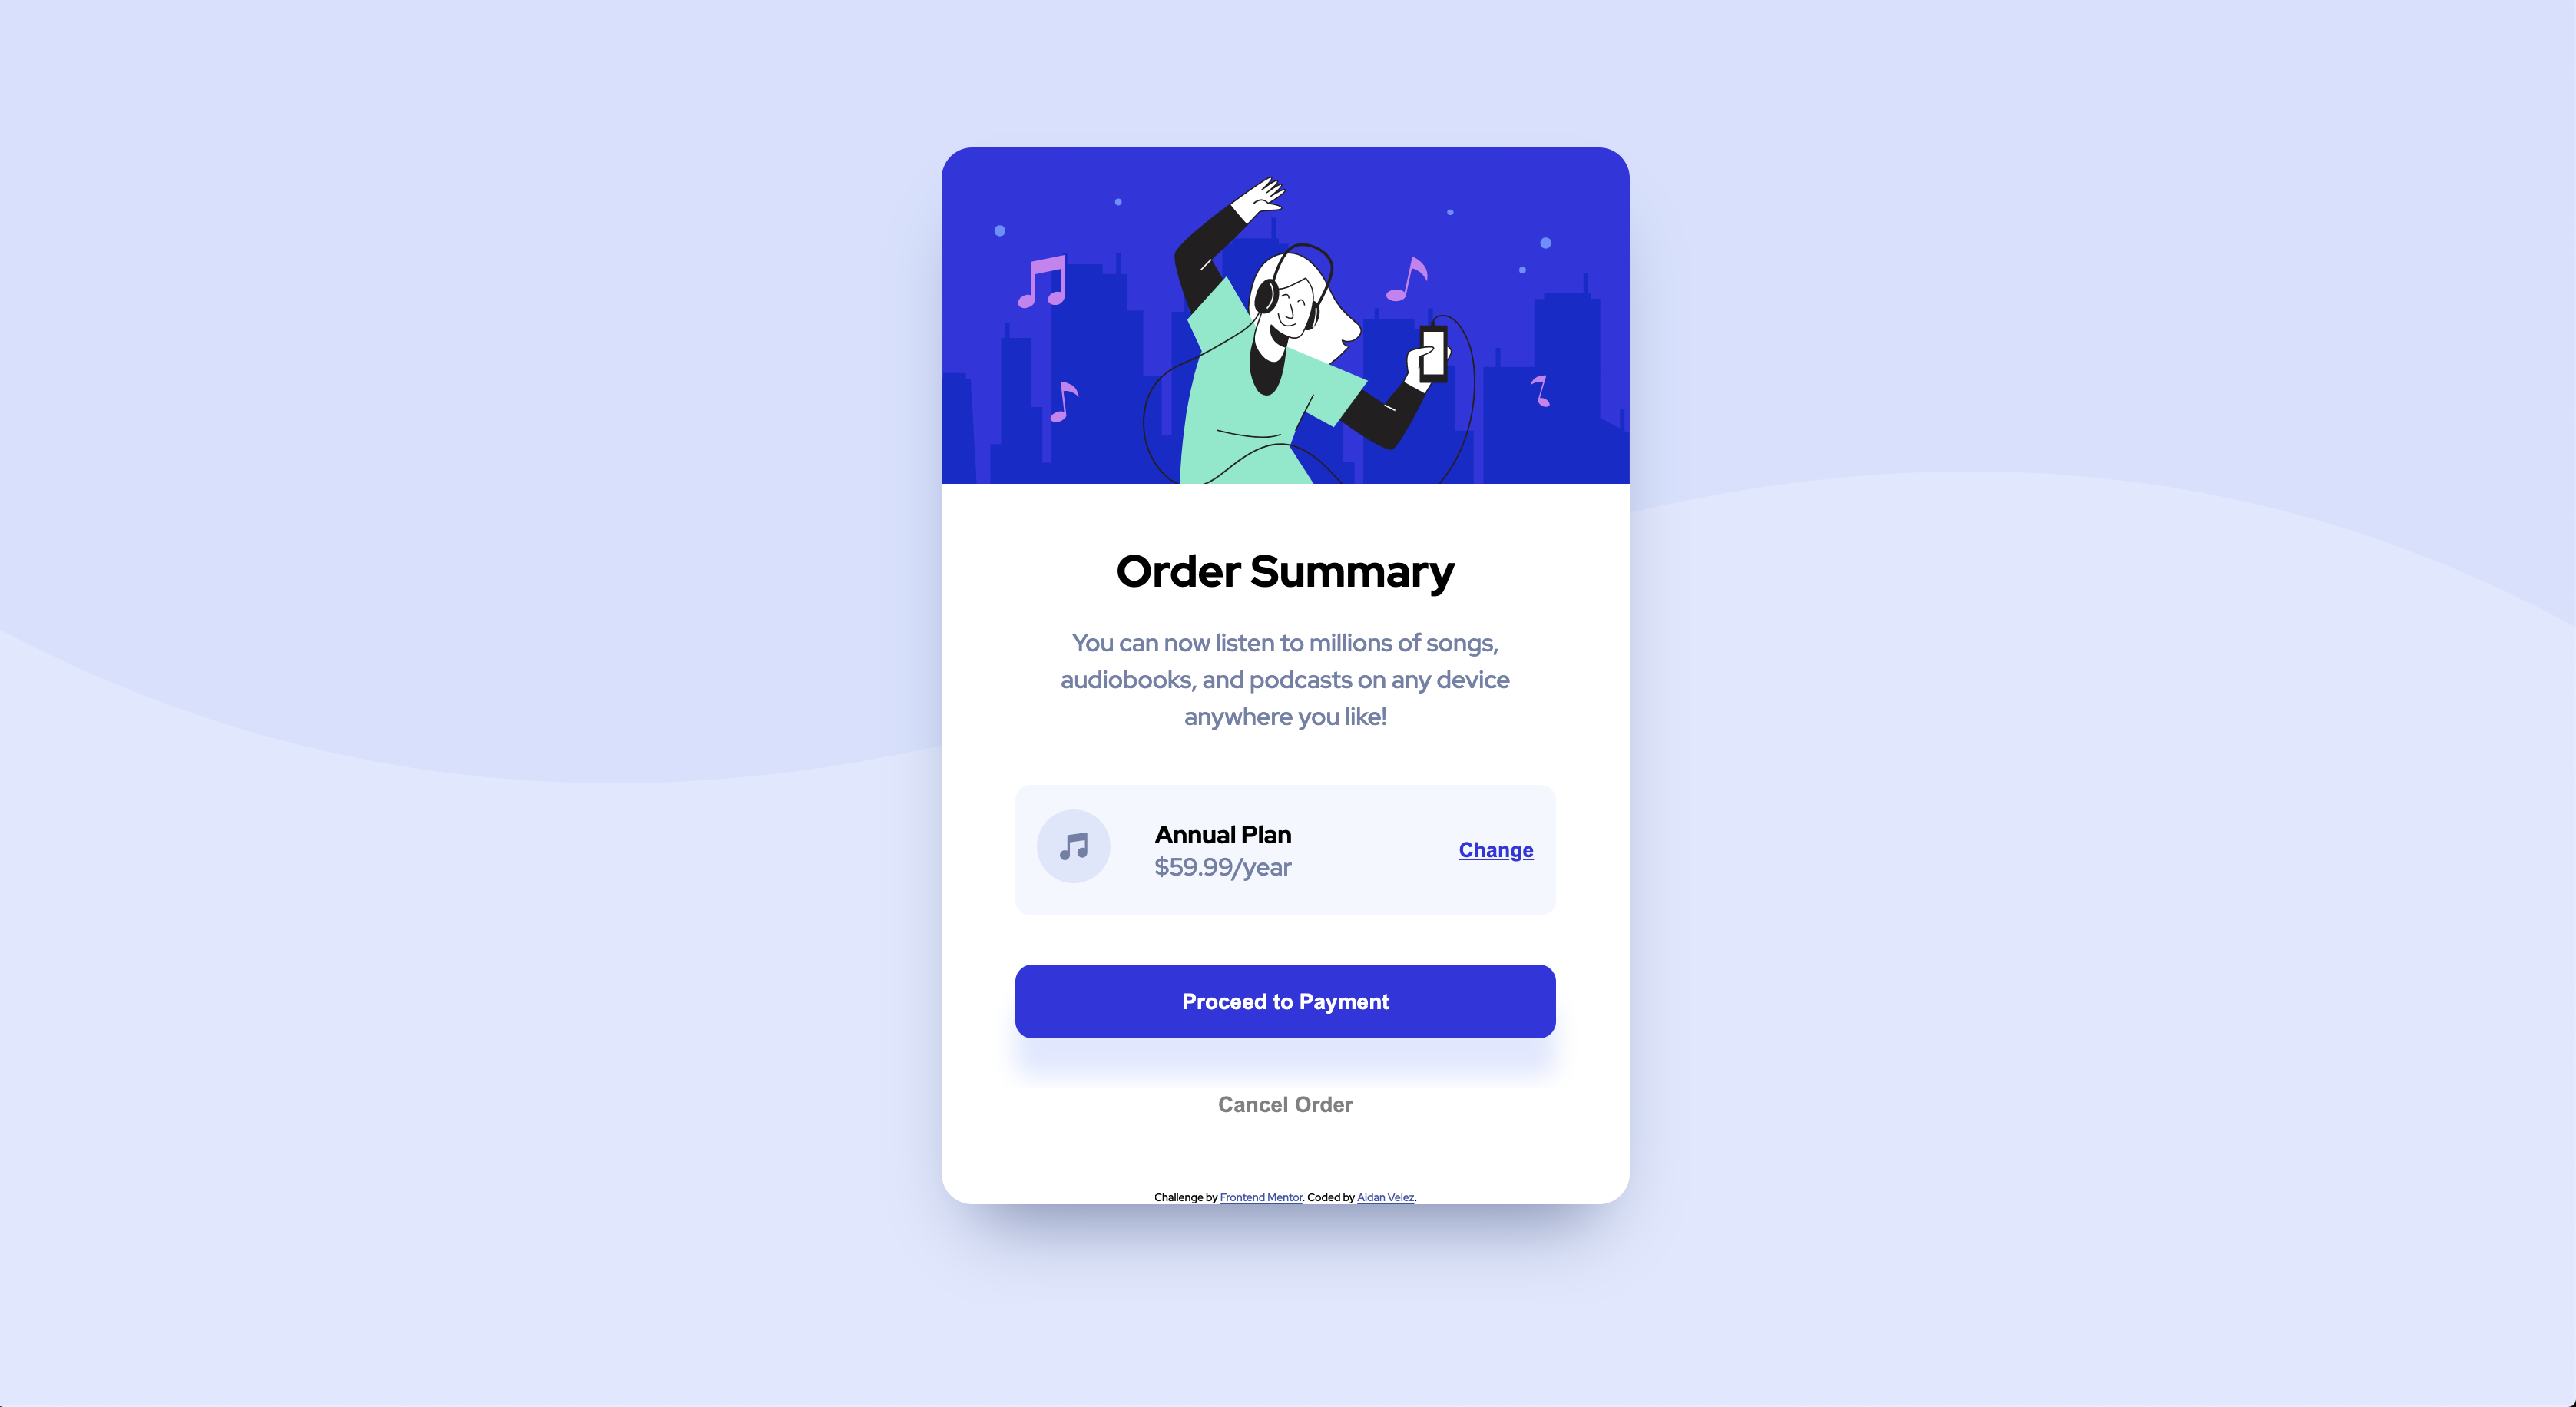 Order Summary
You can now listen to millions of songs,
audiobooks, and podcasts on any device
anywhere you like!
Annual Plan
$59.99/year
Change
Proceed to Payment
Cancel Order
Challenge by Frontend Mentor. Coded by Aidan Velez.